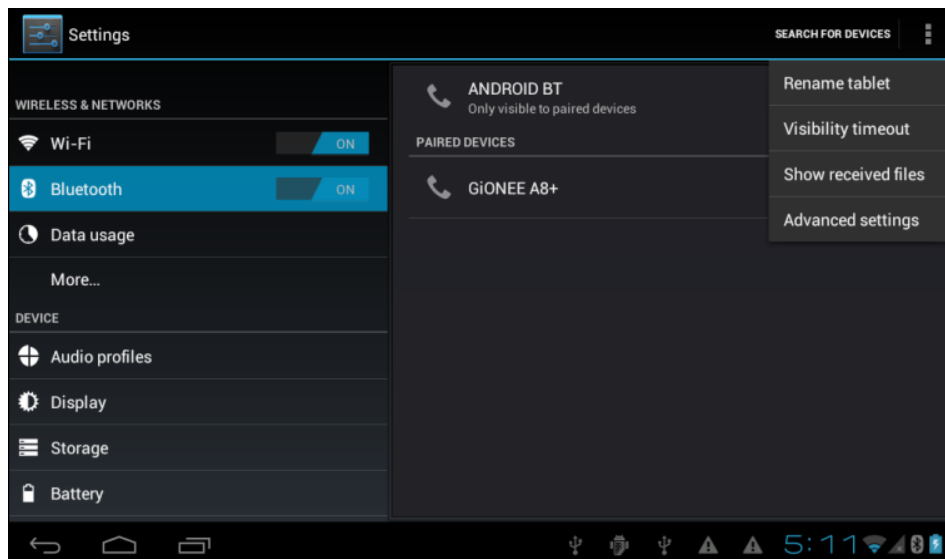 Settings
SEARCH FOR DEVICES
WIRELESS & NETWORKS
Wi-Fi
ON
Bluetooth
ON
Data usage
More...
DEVICE
Audio profiles
Display
Storage
Battery
ANDROID BT
Only visible to paired devices
PAIRED DEVICES
GiONEE A8+
Rename tablet
Visibility timeout
Show received files
Advanced settings
5:11